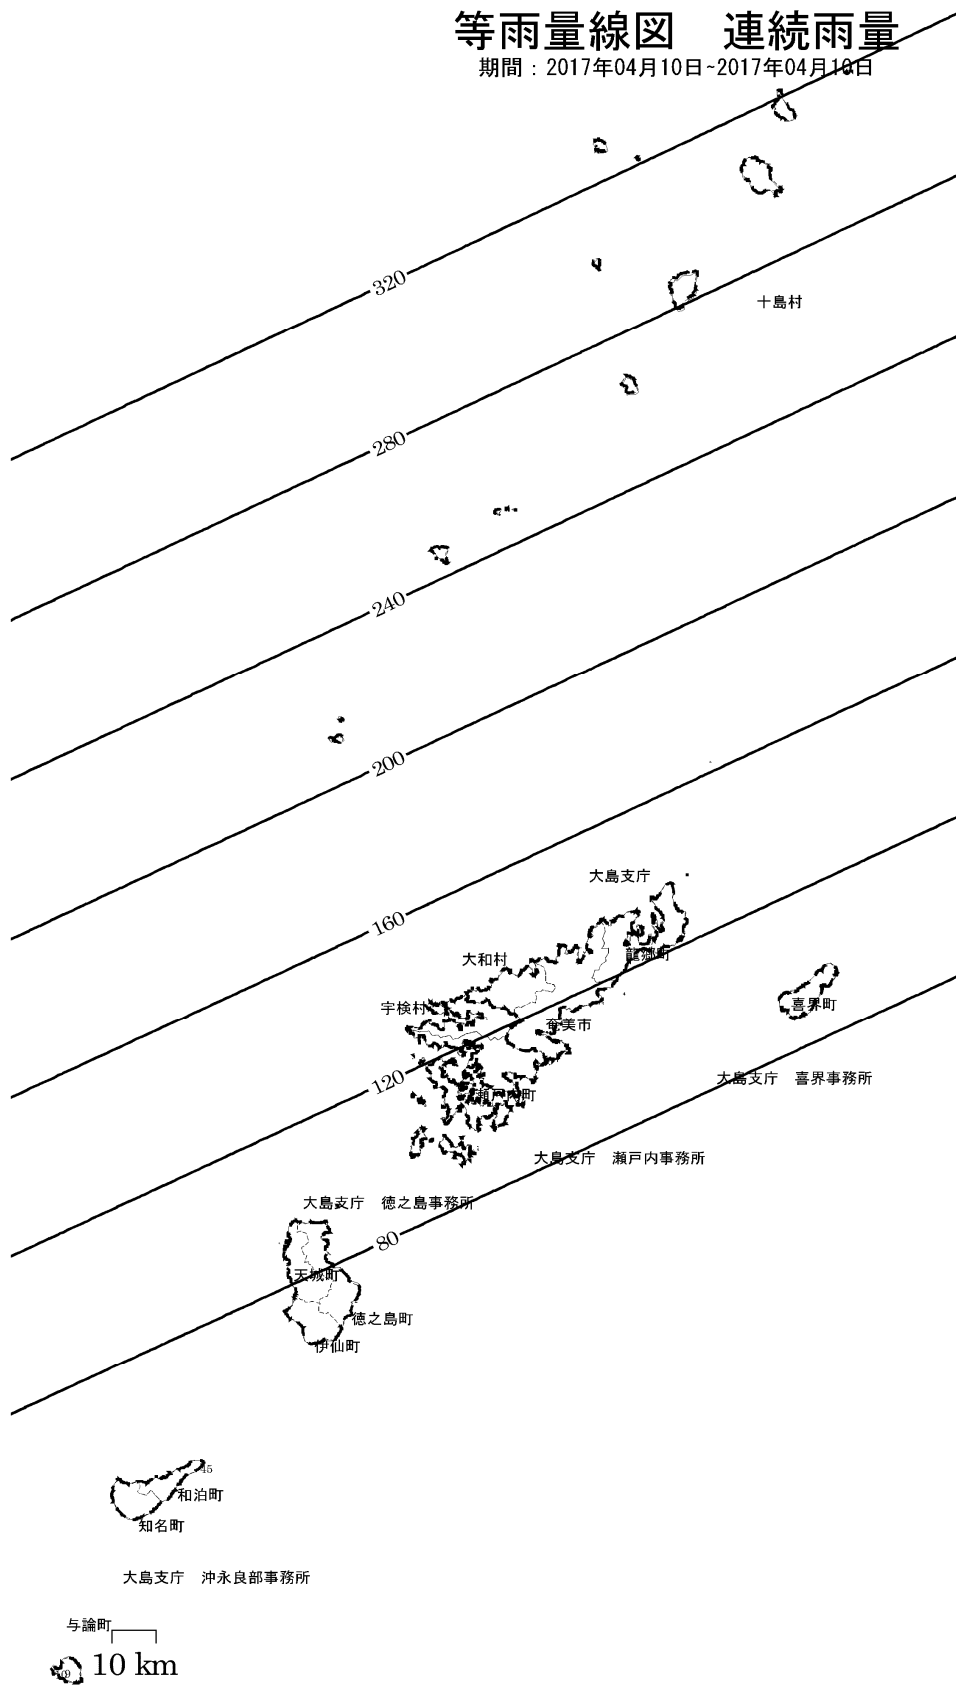 等雨量線図　連続雨量
期間：2017年04月10日~2017年04月10日
320
十島村
280
240
200
大島支庁
160
龍郷町
大和村
喜界町
宇検村
奄美市
大島支庁　喜界事務所
120
瀬戸内町
大島支庁　瀬戸内事務所
大島支庁　徳之島事務所
80
天城町
徳之島町
伊仙町
45
和泊町
知名町
大島支庁　沖永良部事務所
与論町
10 km